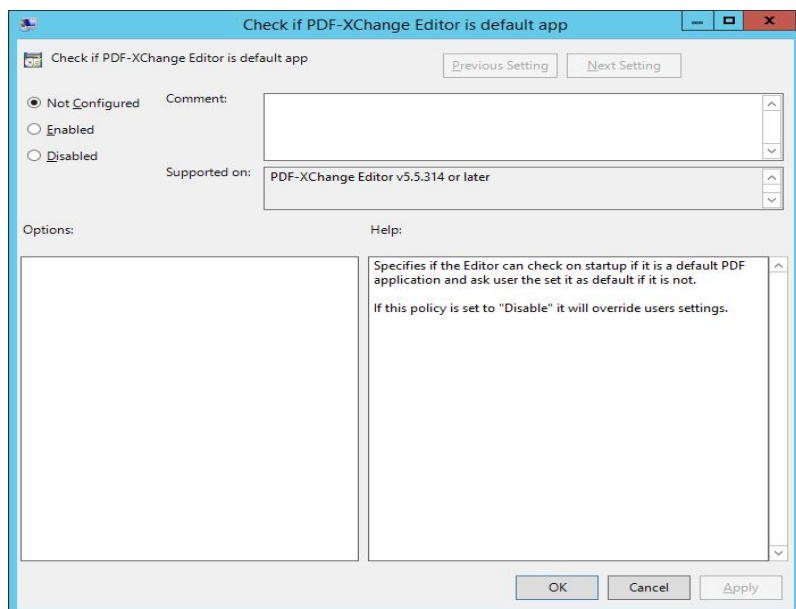 Check if PDF-XChange Editor is default app
Check if PDF-XChange Editor is default app
Previous Setting
Next Setting
Not Configured
Comment:
Enabled
Disabled
Supported on:
PDF-XChange Editor v5.5.314 or later
Options:
Help:
Specifies if the Editor can check on startup if it is a default PDF
application and ask user the set it as default if it is not.
If this policy is set to "Disable" it will override users settings.
OK
Cancel
Apply